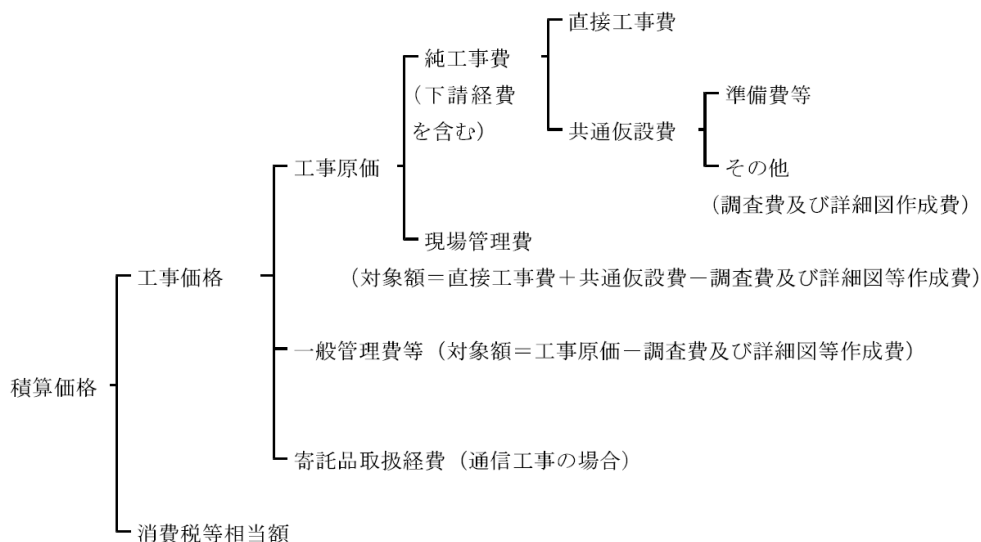 直接工事費
純工事費
(下請経費
を含む)
準備費等
共通仮設費
その他
(調査費及び詳細図作成費)
工事原価
現場管理費
工事価格
(対象額=直接工事費+共通仮設費-調査費及び詳細図等作成費)
一般管理費等(対象額=工事原価-調査費及び詳細図等作成費)
積算価格
寄託品取扱経費(通信工事の場合)
消費税等相当額